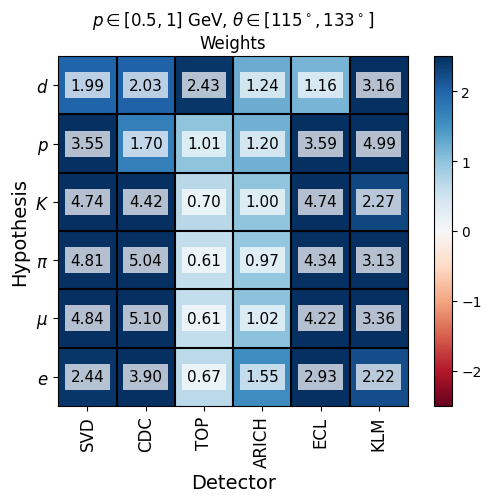 p ∈ [0.5, 1] GeV, θ ∈ [115°, 133°]
Weights
d 1.99 2.03 2.43 1.24 1.16 3.16
p 3.55 1.70 1.01 1.20 3.59 4.99
K 4.74 4.42 0.70 1.00 4.74 2.27
π 4.81 5.04 0.61 0.97 4.34 3.13
μ 4.84 5.10 0.61 1.02 4.22 3.36
e 2.44 3.90 0.67 1.55 2.93 2.22
SVD CDC TOP ARICH ECL KLM
Detector
Hypothesis
2
1
0
−1
−2